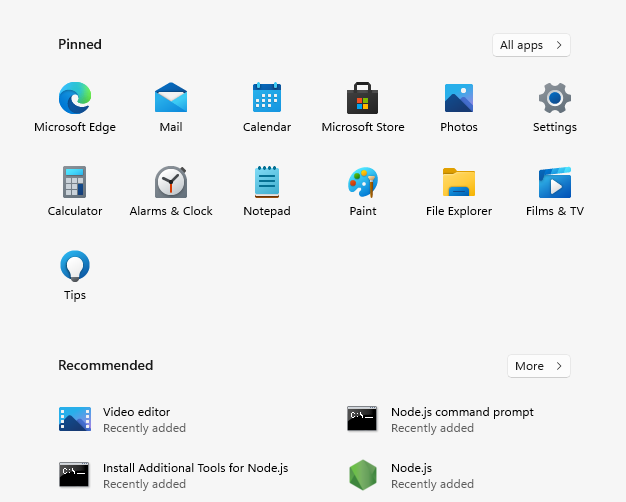 Pinned
All apps
Microsoft Edge
Mail
Calendar
Microsoft Store
Photos
Settings
Calculator
Alarms & Clock
Notepad
Paint
File Explorer
Films & TV
Tips
Recommended
More
Video editor
Recently added
C:\_
Node.js command prompt
Recently added
C:\_
Install Additional Tools for Node.js
Recently added
Node.js
Recently added